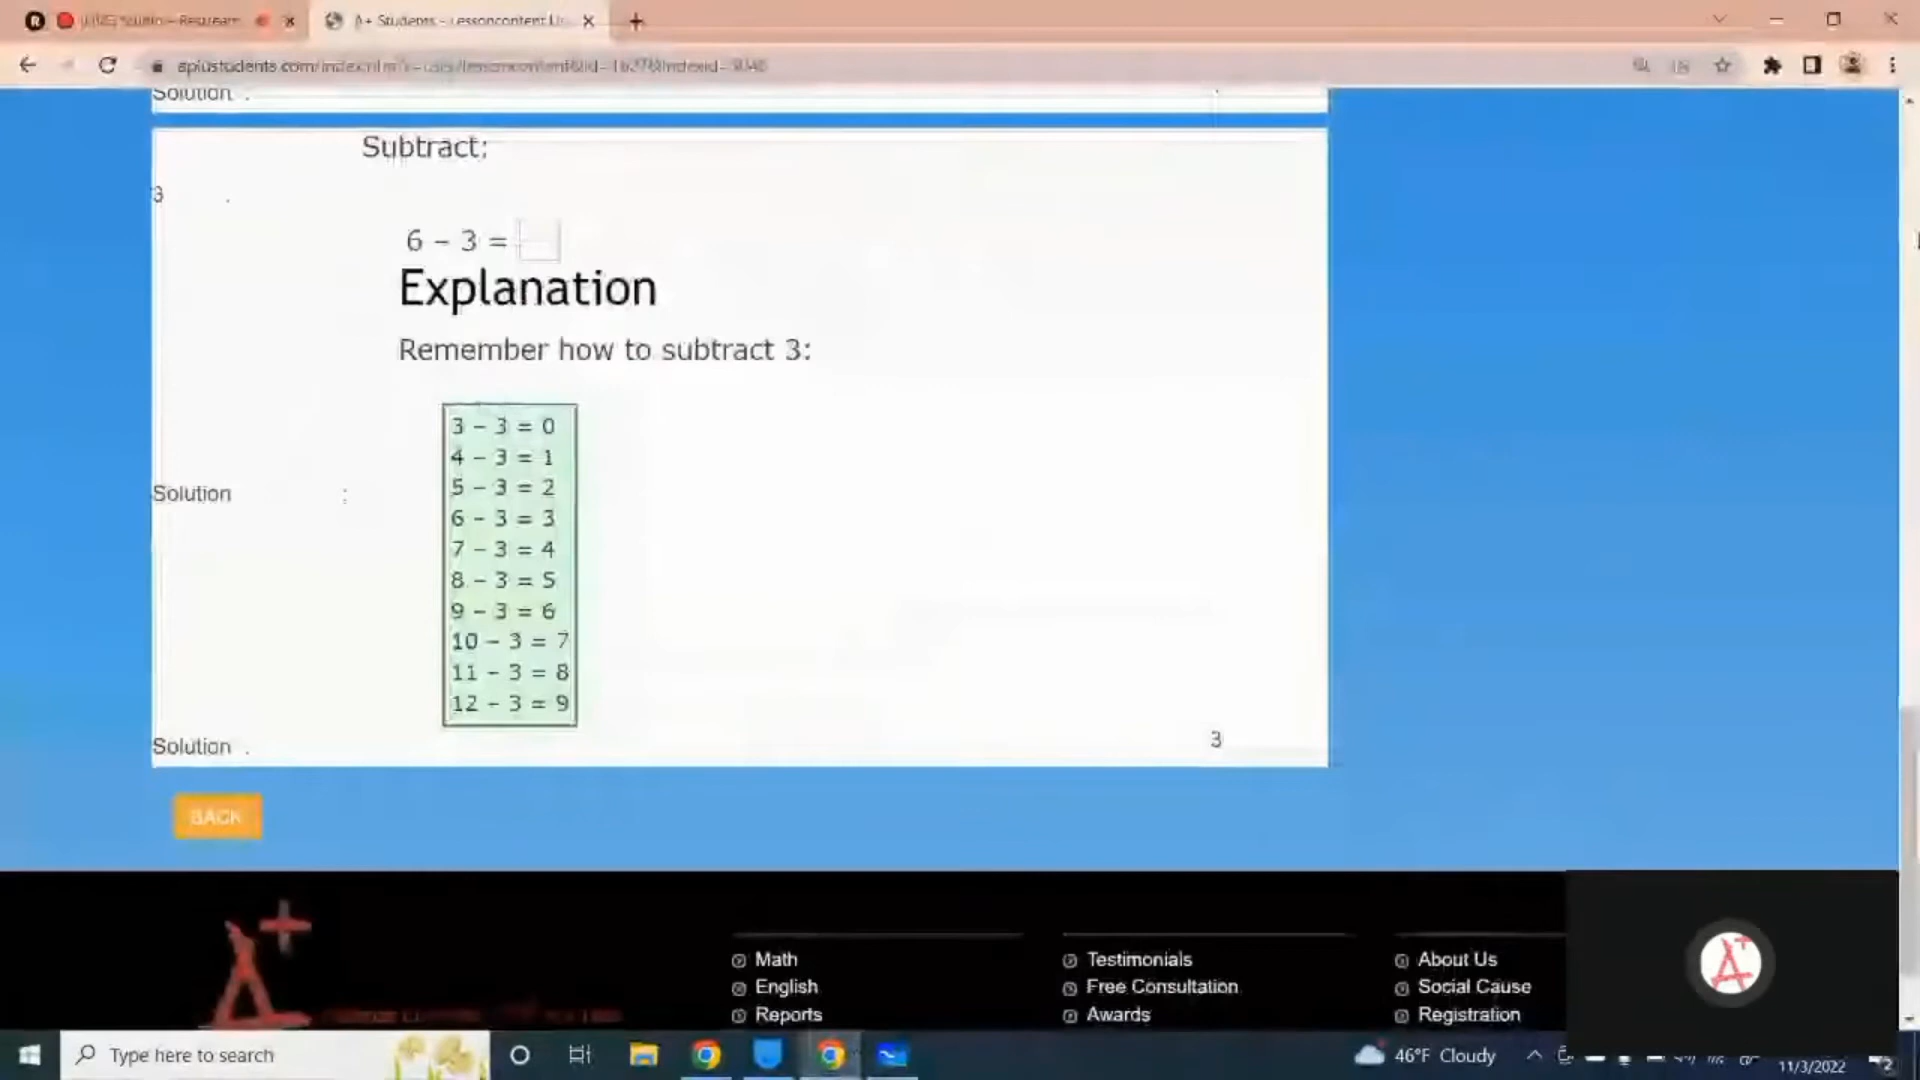 A+ Students - Lessoncontent
Solution .
Subtract:
3 .
6 − 3 =
Explanation
Remember how to subtract 3:
3 − 3 = 0
4 − 3 = 1
5 − 3 = 2
6 − 3 = 3
7 − 3 = 4
8 − 3 = 5
9 − 3 = 6
10 − 3 = 7
11 − 3 = 8
12 − 3 = 9
Solution :
Solution .
3
BACK
A+
Math
English
Reports
Testimonials
Free Consultation
Awards
About Us
Social Cause
Registration
A+
Type here to search
46°F Cloudy
11/3/2022
2